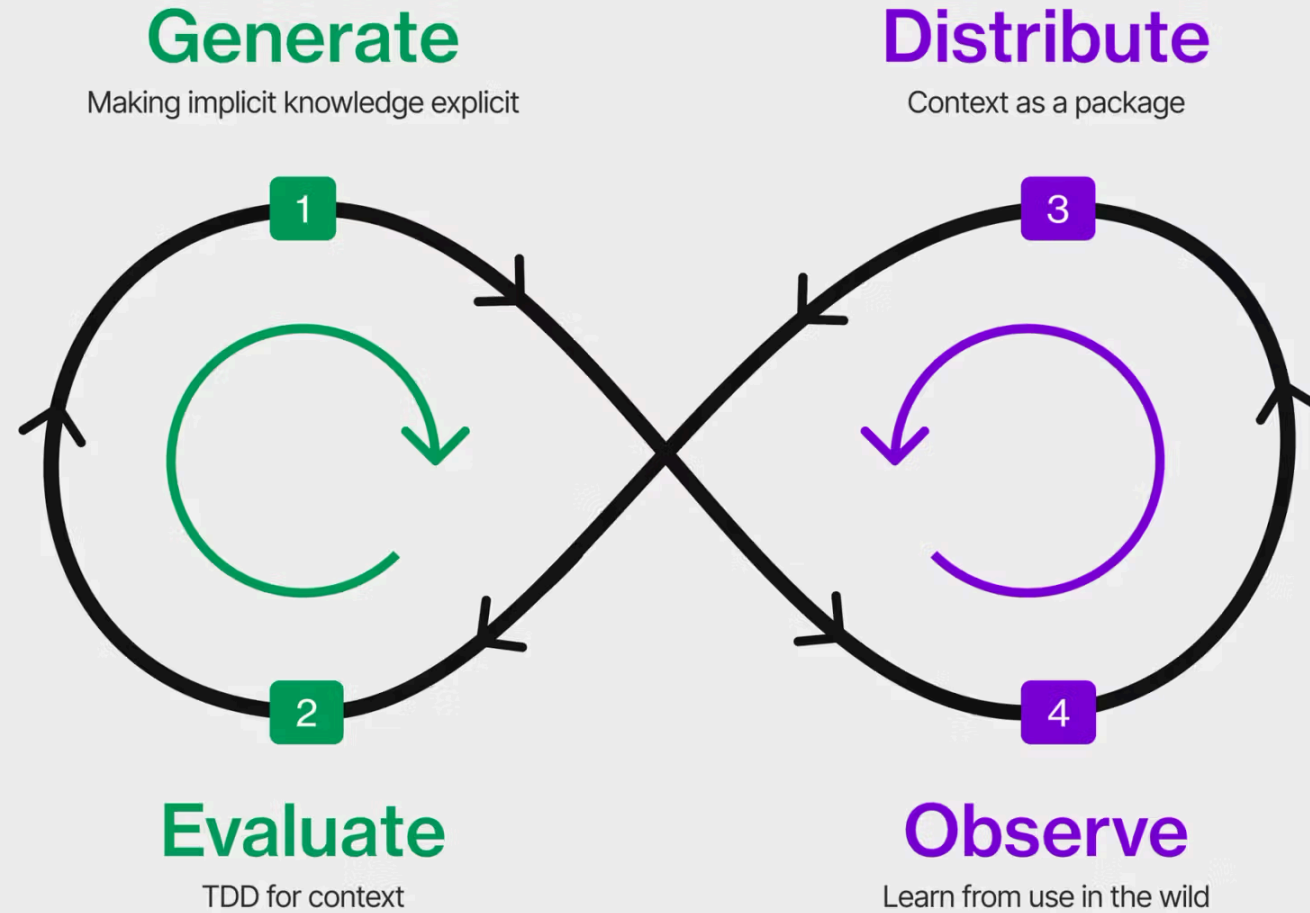 Generate
Making implicit knowledge explicit
Distribute
Context as a package
1
3
2
4
Evaluate
TDD for context
Observe
Learn from use in the wild